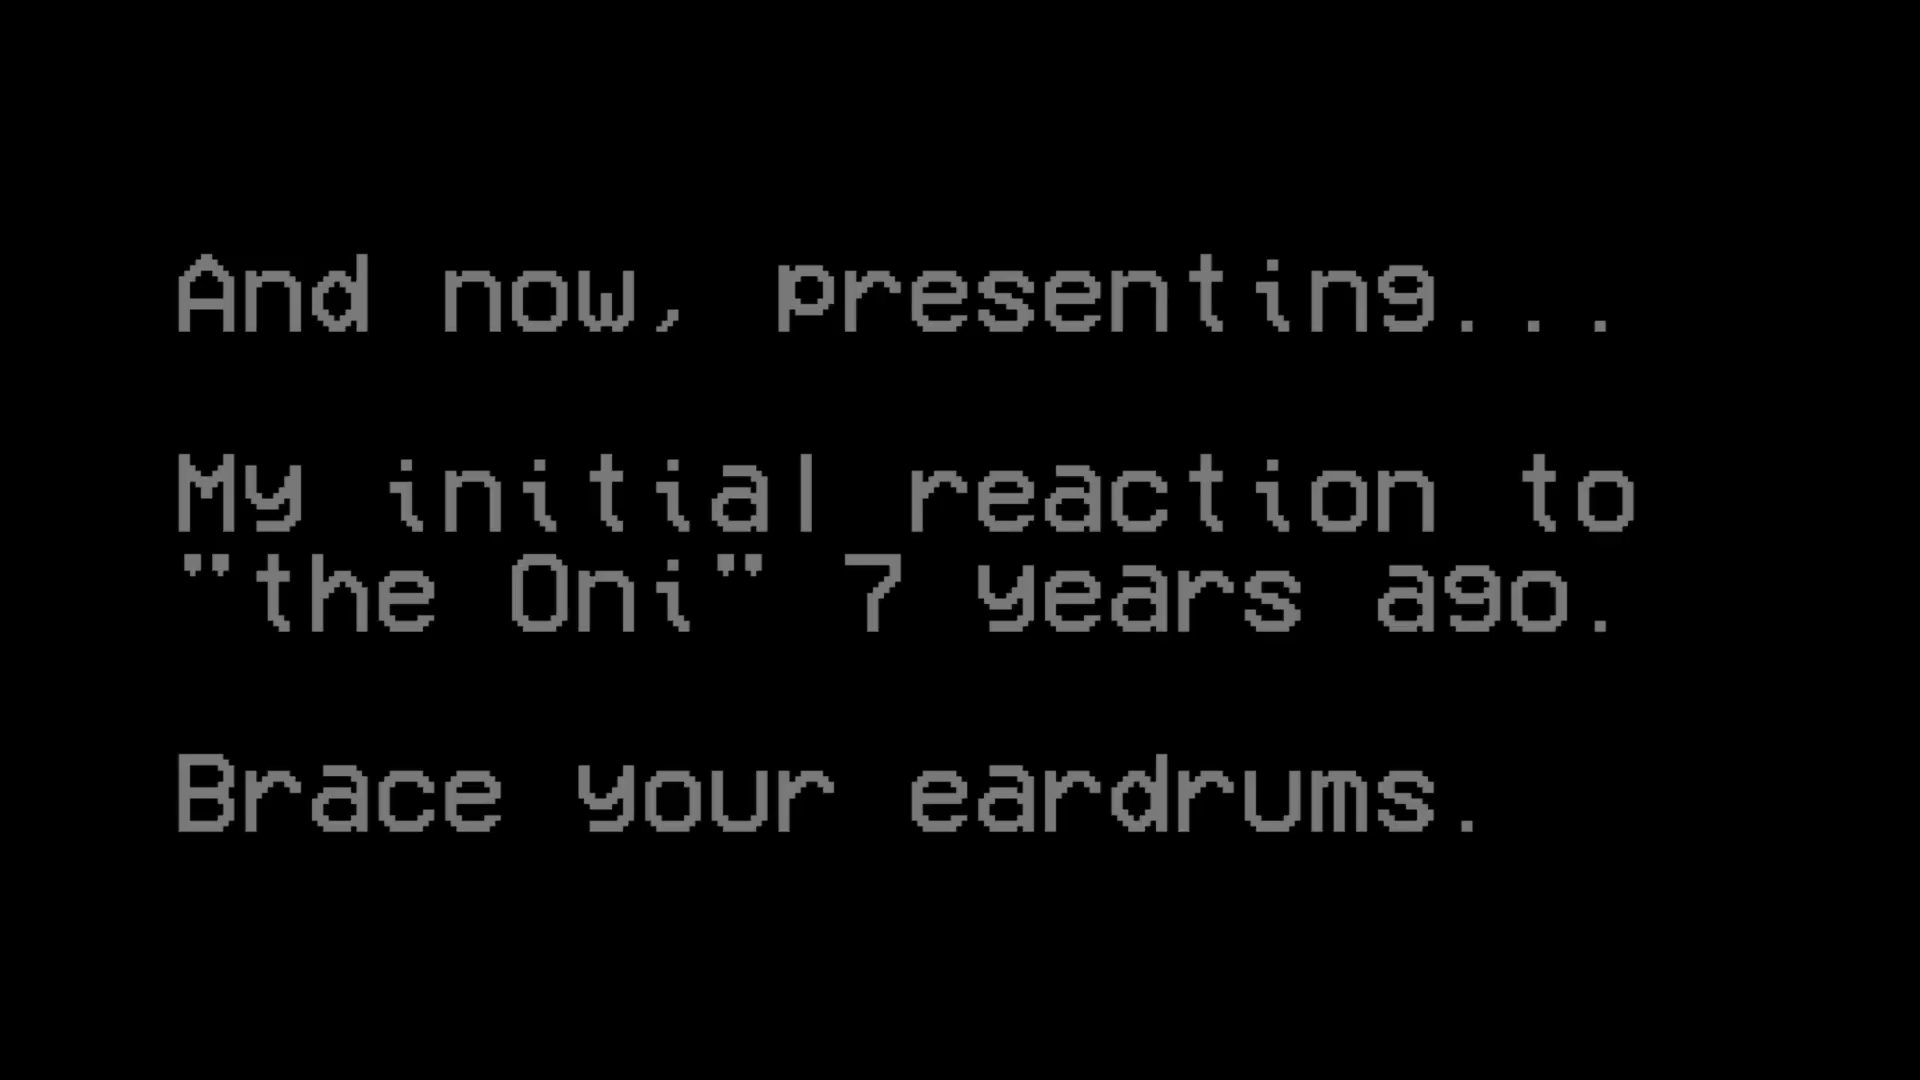 And now, presenting...
My initial reaction to
"the Oni" 7 years ago.
Brace your eardrums.